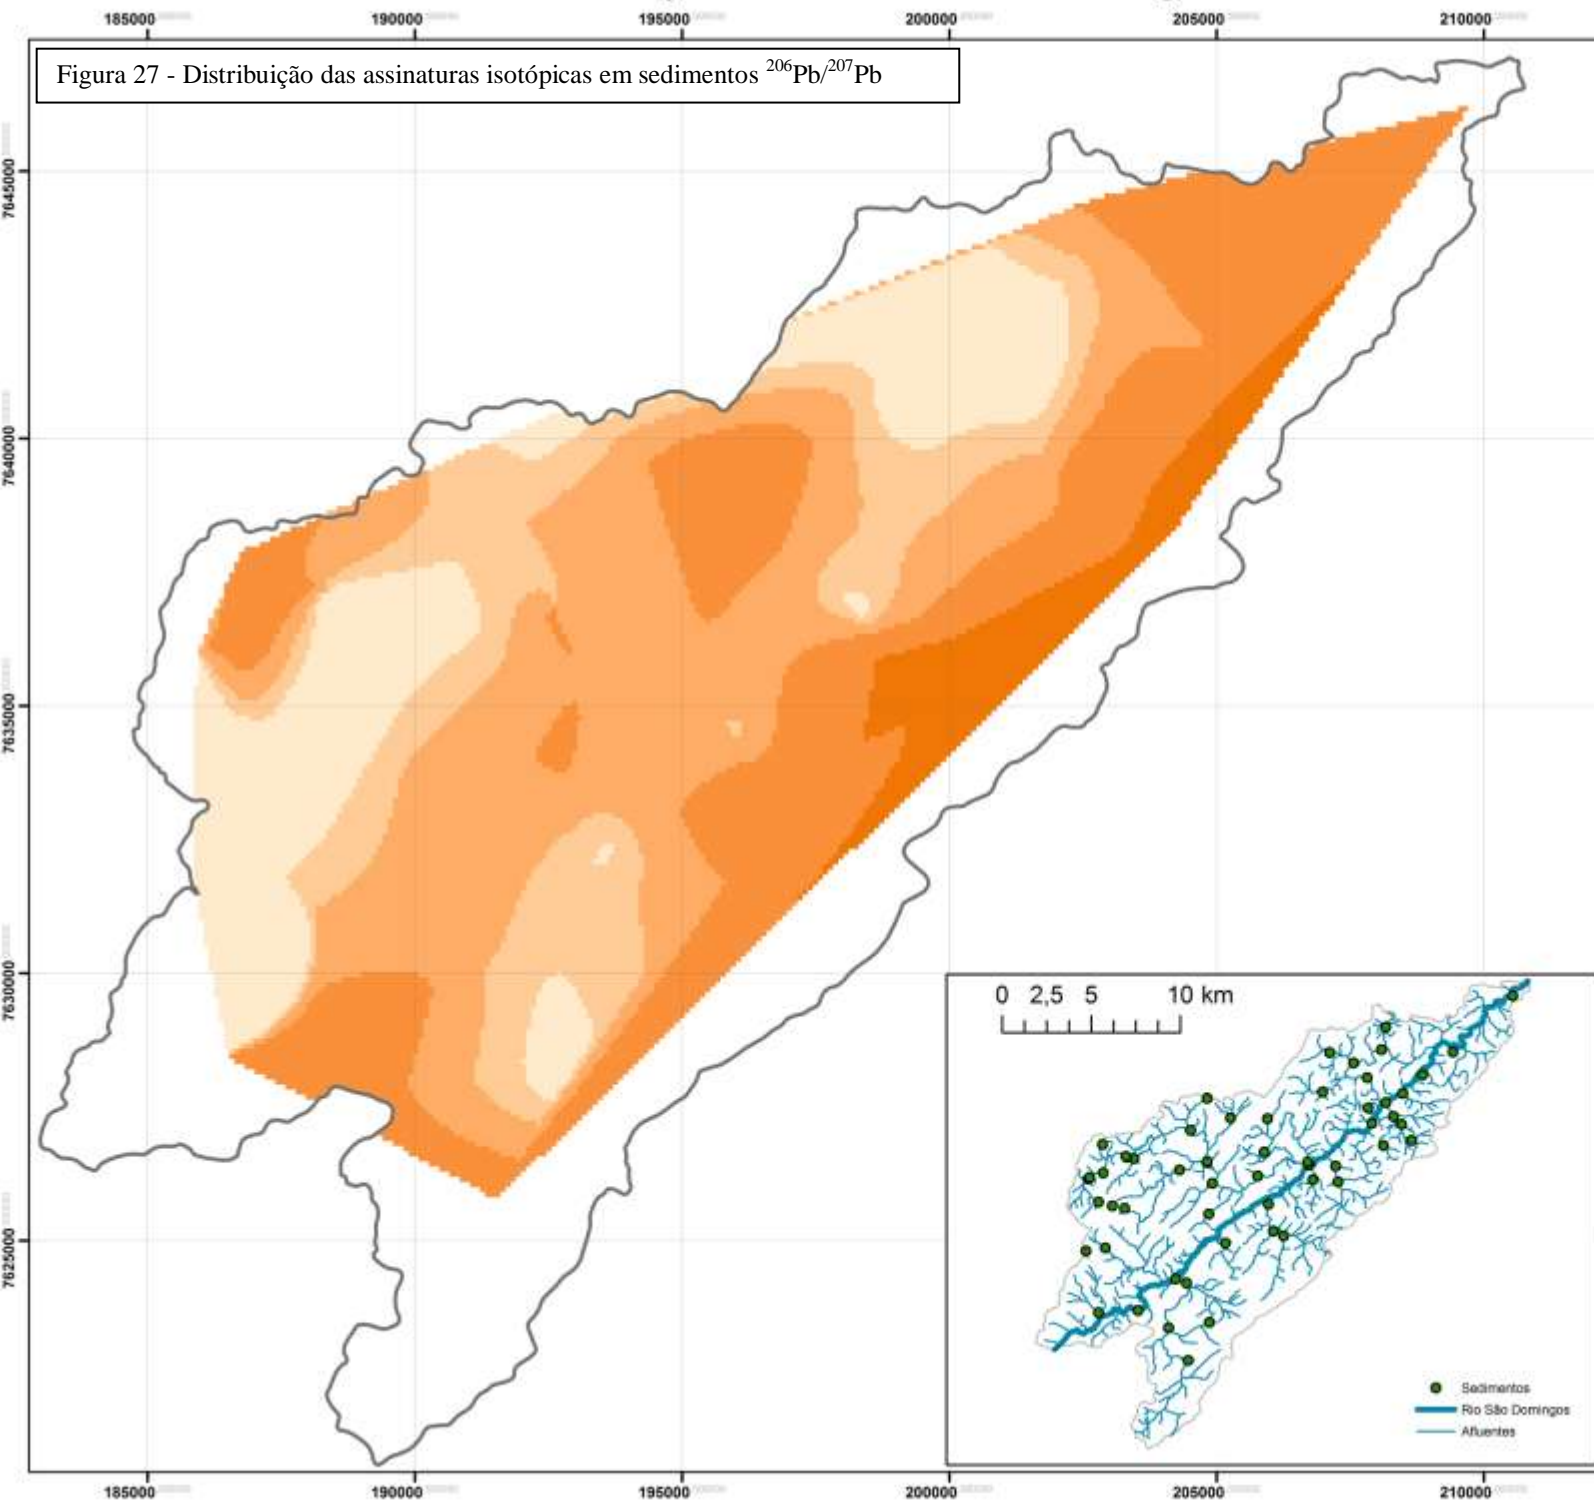 185000 190000 195000 200000 205000 210000
Figura 27 - Distribuição das assinaturas isotópicas em sedimentos ²⁰⁶Pb/²⁰⁷Pb
7645000
7640000
7635000
7630000
7625000
0 2,5 5 10 km
Sedimentos
Rio São Domingos
Afluentes
185000 190000 195000 200000 205000 210000